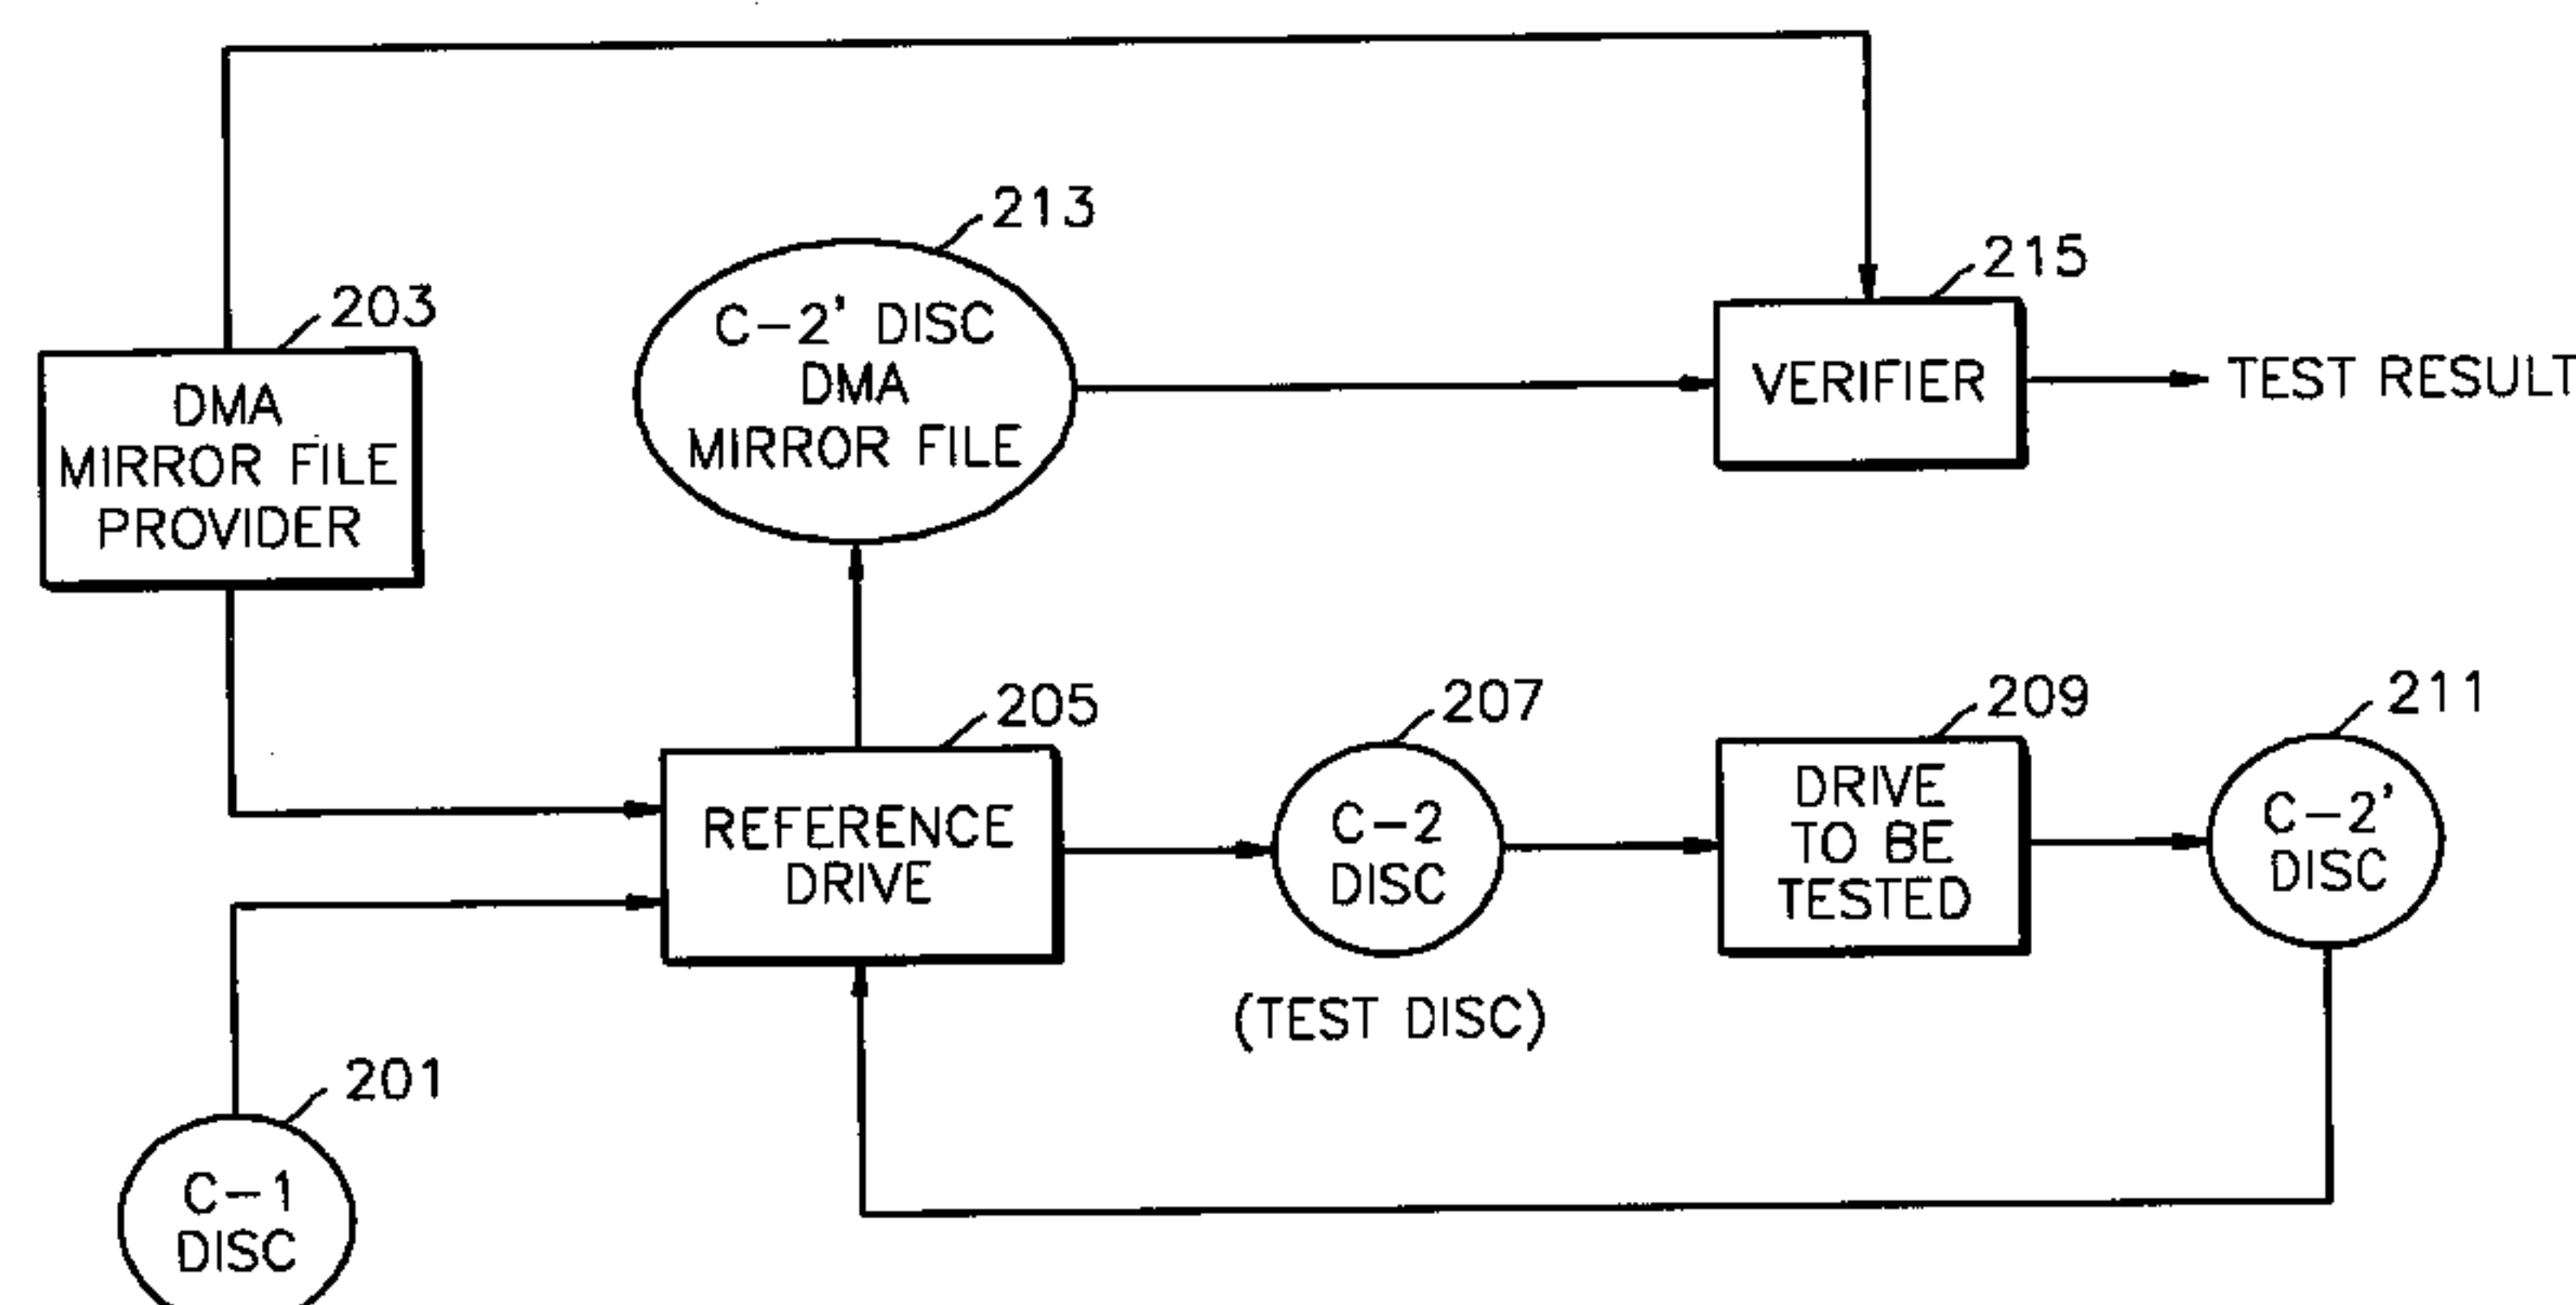 213
215
203
C-2' DISC
DMA
MIRROR FILE
VERIFIER
TEST RESULT
DMA
MIRROR FILE
PROVIDER
205
207
209
211
REFERENCE
DRIVE
C-2
DISC
(TEST DISC)
DRIVE
TO BE
TESTED
C-2'
DISC
201
C-1
DISC